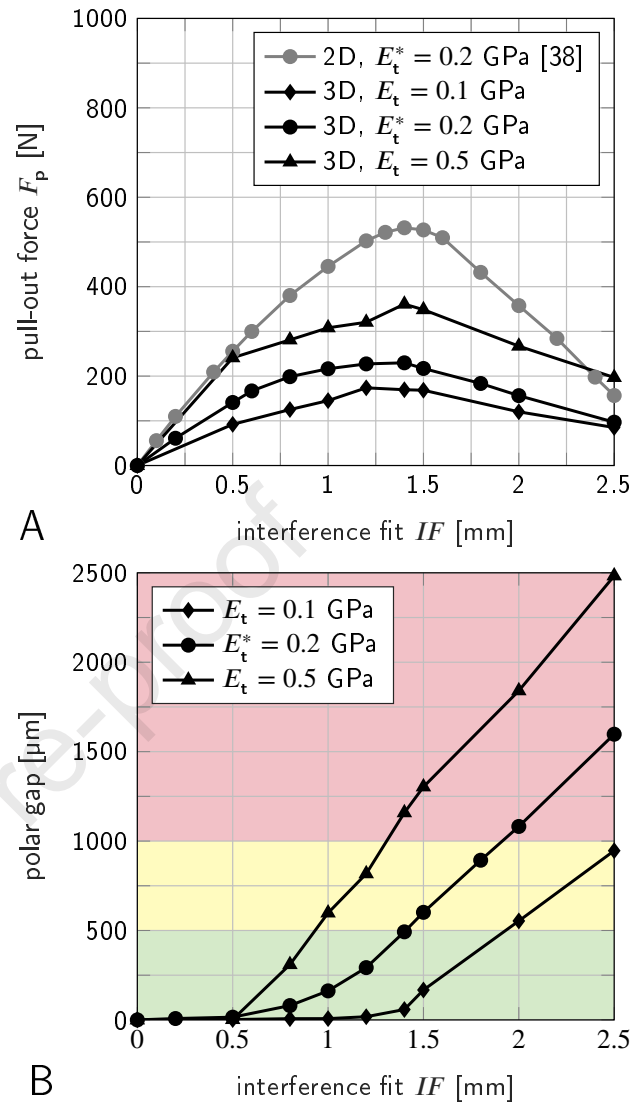 1000
800
600
400
200
0
pull-out force Fp [N]
2D, E*t = 0.2 GPa [38]
3D, Et = 0.1 GPa
3D, E*t = 0.2 GPa
3D, Et = 0.5 GPa
0 0.5 1 1.5 2 2.5
interference fit IF [mm]
A
2500
2000
1500
1000
500
0
polar gap [µm]
Et = 0.1 GPa
E*t = 0.2 GPa
Et = 0.5 GPa
0 0.5 1 1.5 2 2.5
interference fit IF [mm]
B
re-proof